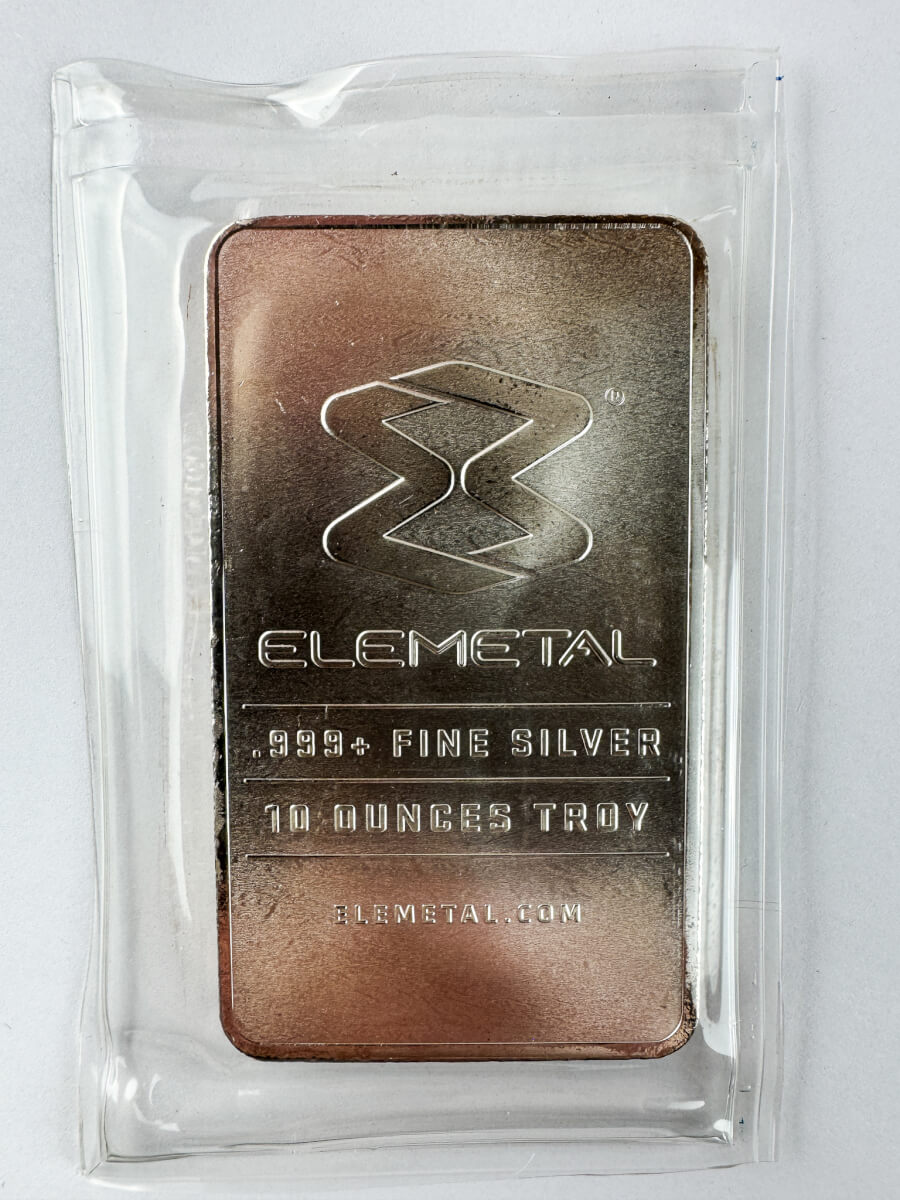 ®
ELEMETAL
.999+ FINE SILVER
10 OUNCES TROY
ELEMETAL.COM